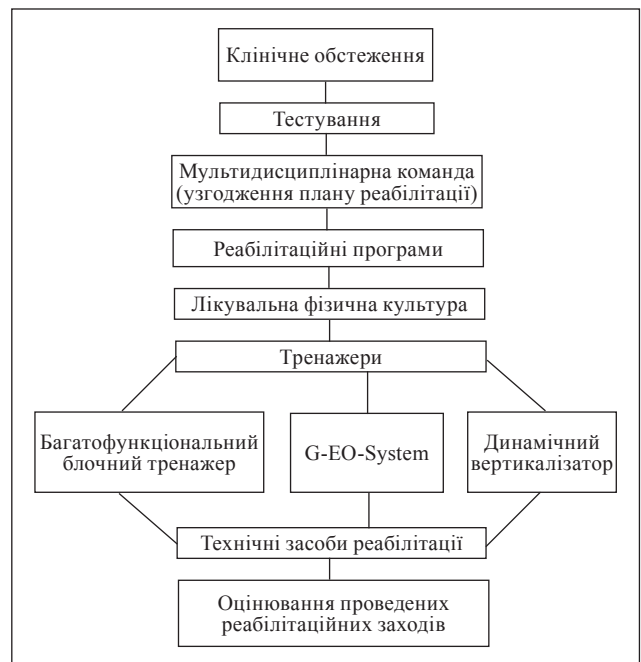 Клінічне обстеження
Тестування
Мультидисциплінарна команда
(узгодження плану реабілітації)
Реабілітаційні програми
Лікувальна фізична культура
Тренажери
Багатофункціональний
блочний тренажер
G-EO-System
Динамічний
вертикалізатор
Технічні засоби реабілітації
Оцінювання проведених
реабілітаційних заходів